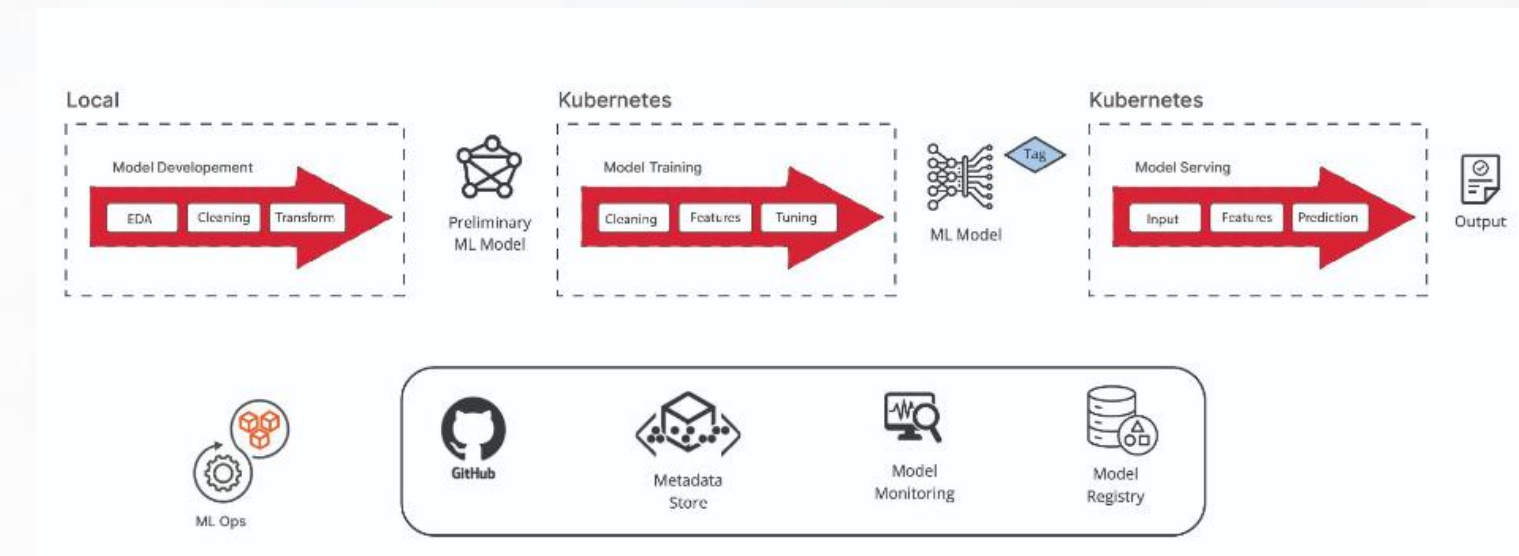 Local
Kubernetes
Kubernetes
Model Developement
EDA
Cleaning
Transform
Preliminary
ML Model
Model Training
Cleaning
Features
Tuning
ML Model
Tag
Model Serving
Input
Features
Prediction
Output
ML Ops
GitHub
Metadata
Store
Model
Monitoring
Model
Registry